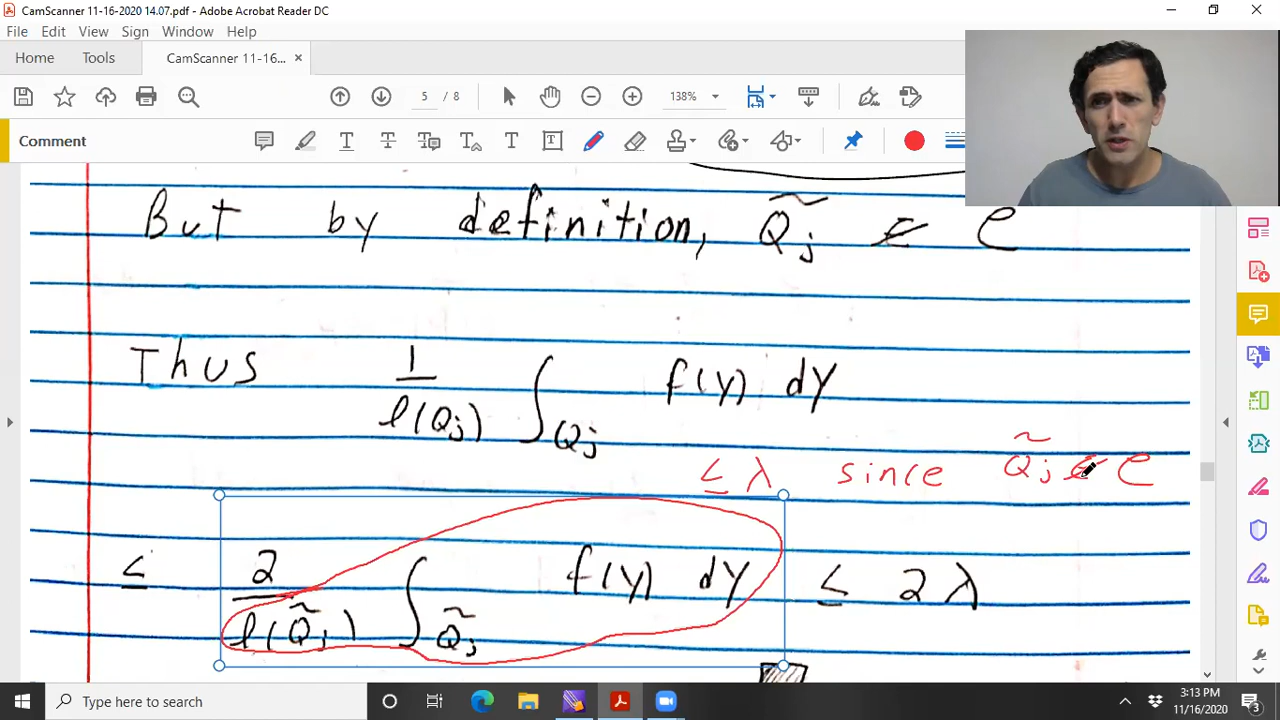 CamScanner 11-16-2020 14.07.pdf - Adobe Acrobat Reader DC
File Edit View Sign Window Help
Home Tools CamScanner 11-16... ×
5 / 8 138%
Comment
But by definition, Q̃j ∉ C
Thus 1/l(Qj) ∫Qj f(y) dy
≤ λ since Q̃j ∉ C
≤ 2/l(Q̃j) ∫Q̃j f(y) dy ≤ 2λ
Type here to search
3:13 PM
11/16/2020
3